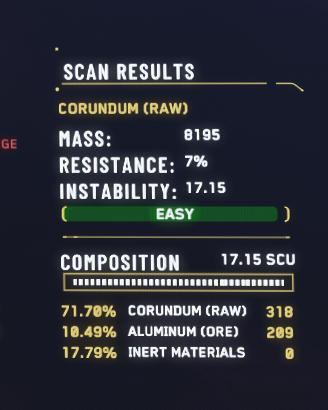 SCAN RESULTS
CORUNDUM (RAW)
GE
MASS: 8195
RESISTANCE: 7%
INSTABILITY: 17.15
EASY
COMPOSITION 17.15 SCU
71.70% CORUNDUM (RAW) 318
10.49% ALUMINUM (ORE) 209
17.79% INERT MATERIALS 0